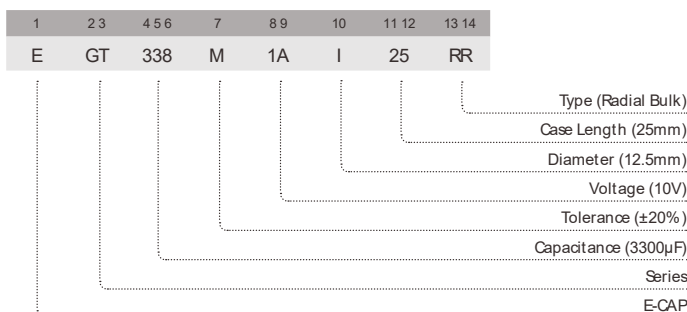 1 2 3 4 5 6 7 8 9 10 11 12 13 14
E GT 338 M 1A I 25 RR
Type (Radial Bulk)
Case Length (25mm)
Diameter (12.5mm)
Voltage (10V)
Tolerance (±20%)
Capacitance (3300µF)
Series
E-CAP